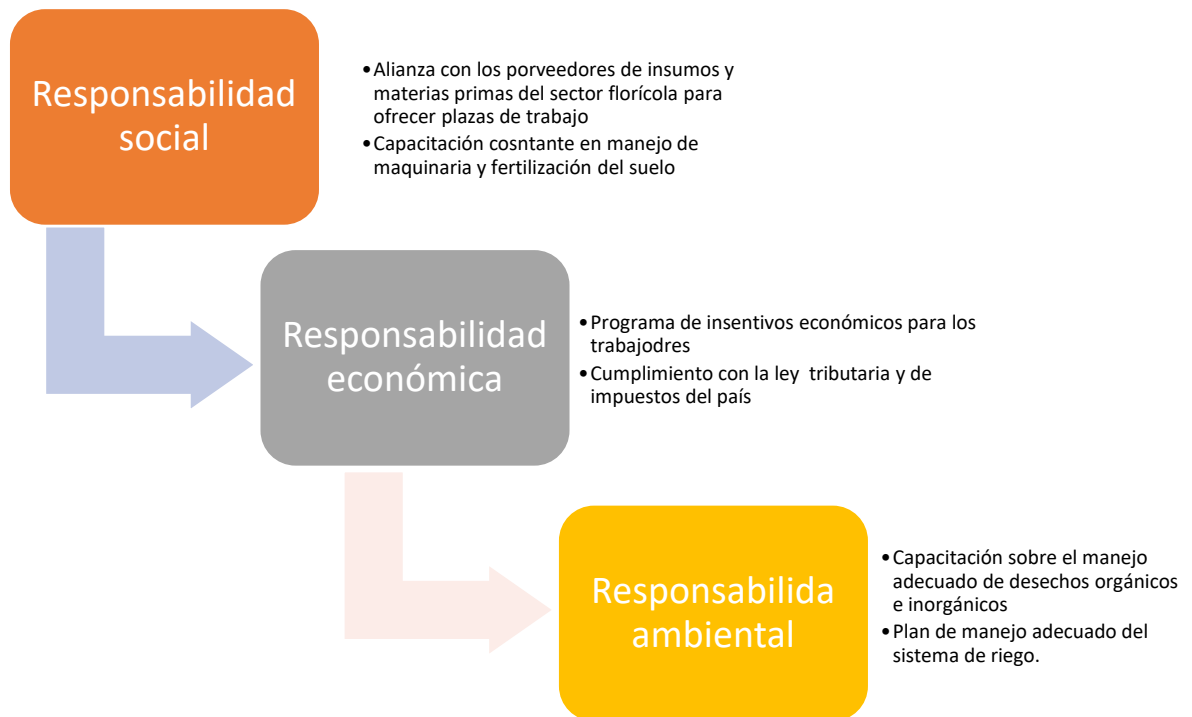 Responsabilidad
social
•Alianza con los porveedores de insumos y
materias primas del sector florícola para
ofrecer plazas de trabajo
•Capacitación cosntante en manejo de
maquinaria y fertilización del suelo
Responsabilidad
económica
•Programa de insentivos económicos para los
trabajodres
•Cumplimiento con la ley tributaria y de
impuestos del país
Responsabilida
ambiental
•Capacitación sobre el manejo
adecuado de desechos orgánicos
e inorgánicos
•Plan de manejo adecuado del
sistema de riego.